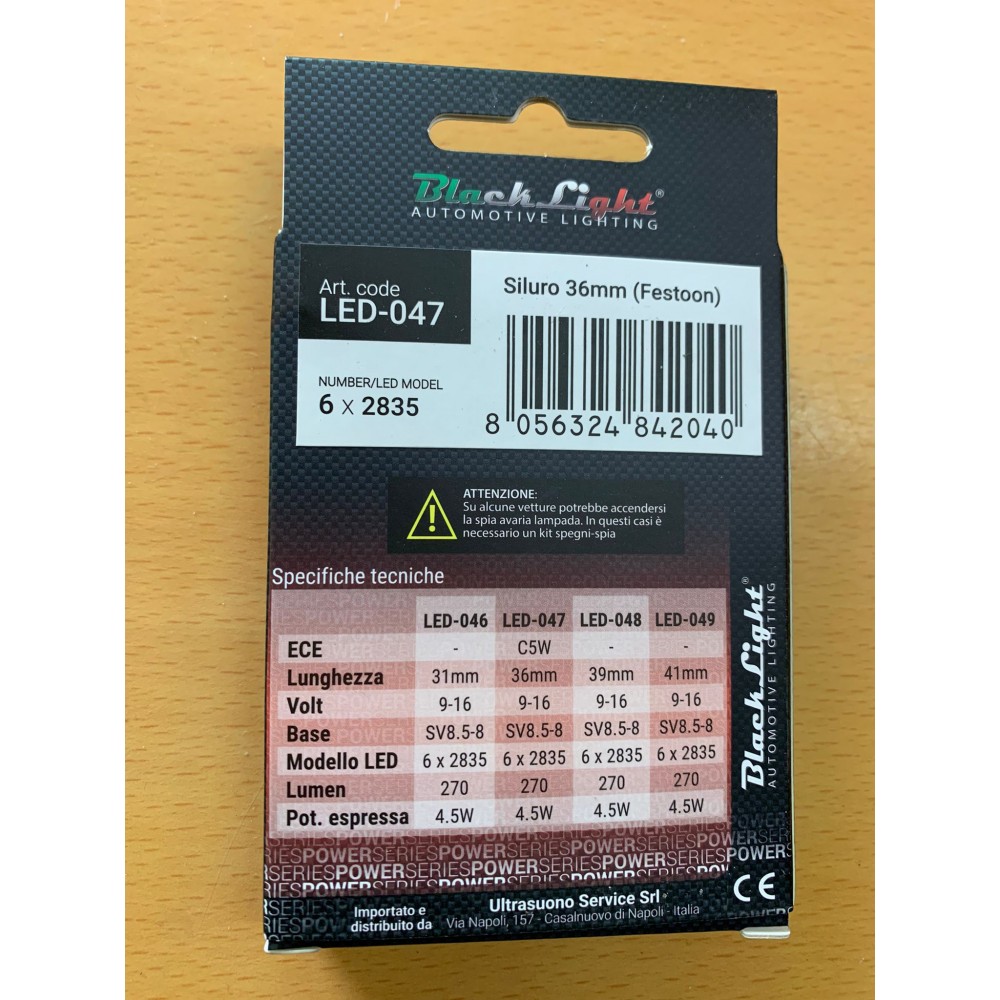 BlackLight®
AUTOMOTIVE LIGHTING
Art. code
LED-047
Siluro 36mm (Festoon)
NUMBER/LED MODEL
6 x 2835
8 056324 842040
ATTENZIONE:
Su alcune vetture potrebbe accendersi
la spia avaria lampada. In questi casi è
necessario un kit spegni-spia
Specifiche tecniche
LED-046 LED-047 LED-048 LED-049
ECE - C5W - -
Lunghezza 31mm 36mm 39mm 41mm
Volt 9-16 9-16 9-16 9-16
Base SV8.5-8 SV8.5-8 SV8.5-8 SV8.5-8
Modello LED 6 x 2835 6 x 2835 6 x 2835 6 x 2835
Lumen 270 270 270 270
Pot. espressa 4.5W 4.5W 4.5W 4.5W
BlackLight®
AUTOMOTIVE LIGHTING
SERIESPOWERSERIESPOWERSERIESPOWERSERIESPOWER
CE
Importato e
distribuito da
Ultrasuono Service Srl
Via Napoli, 157 - Casalnuovo di Napoli - Italia